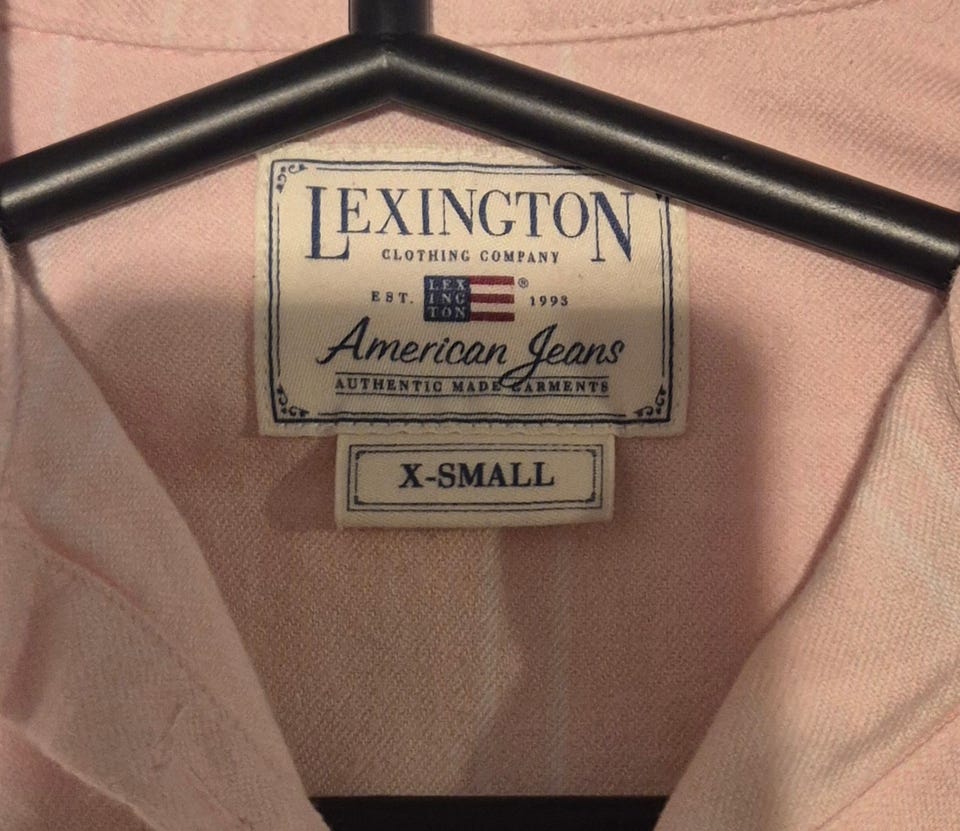 LEXINGTON
CLOTHING COMPANY
LEX
ING
TON
®
EST. 1993
American Jeans
AUTHENTIC MADE GARMENTS
X-SMALL